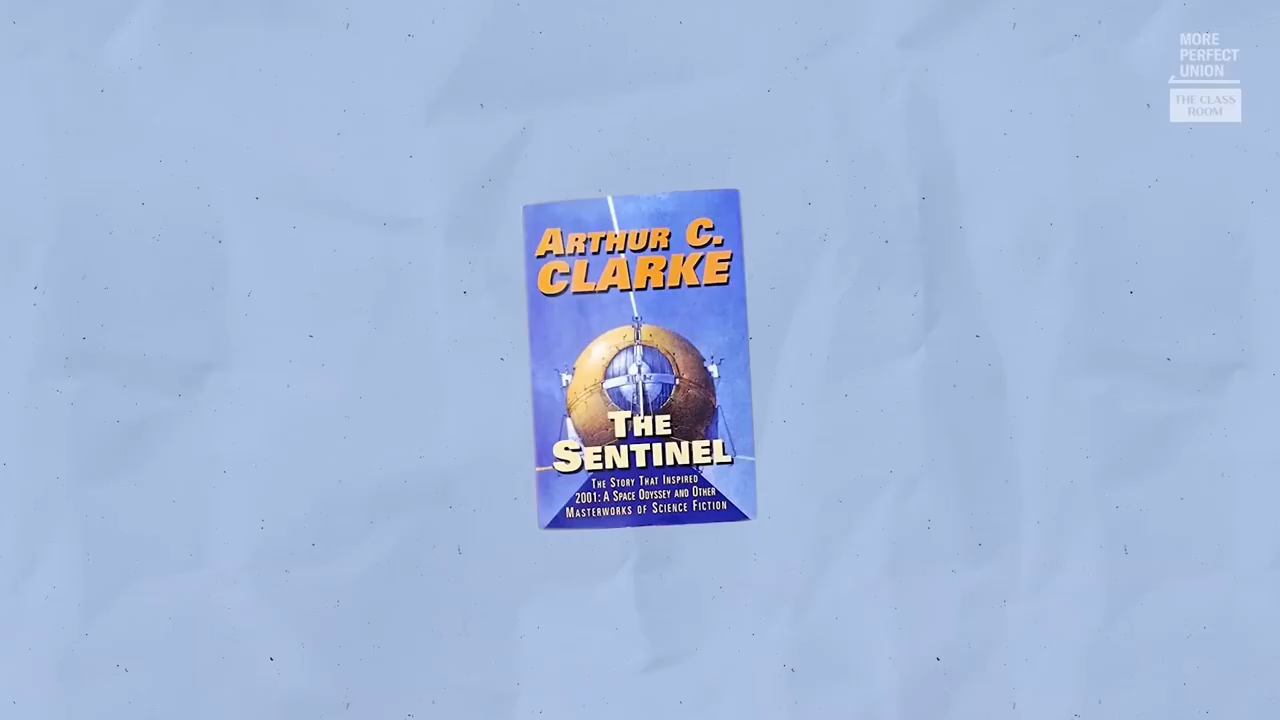 MORE
PERFECT
UNION
THE CLASS
ROOM
ARTHUR C.
CLARKE
THE
SENTINEL
THE STORY THAT INSPIRED
2001: A SPACE ODYSSEY AND OTHER
MASTERWORKS OF SCIENCE FICTION